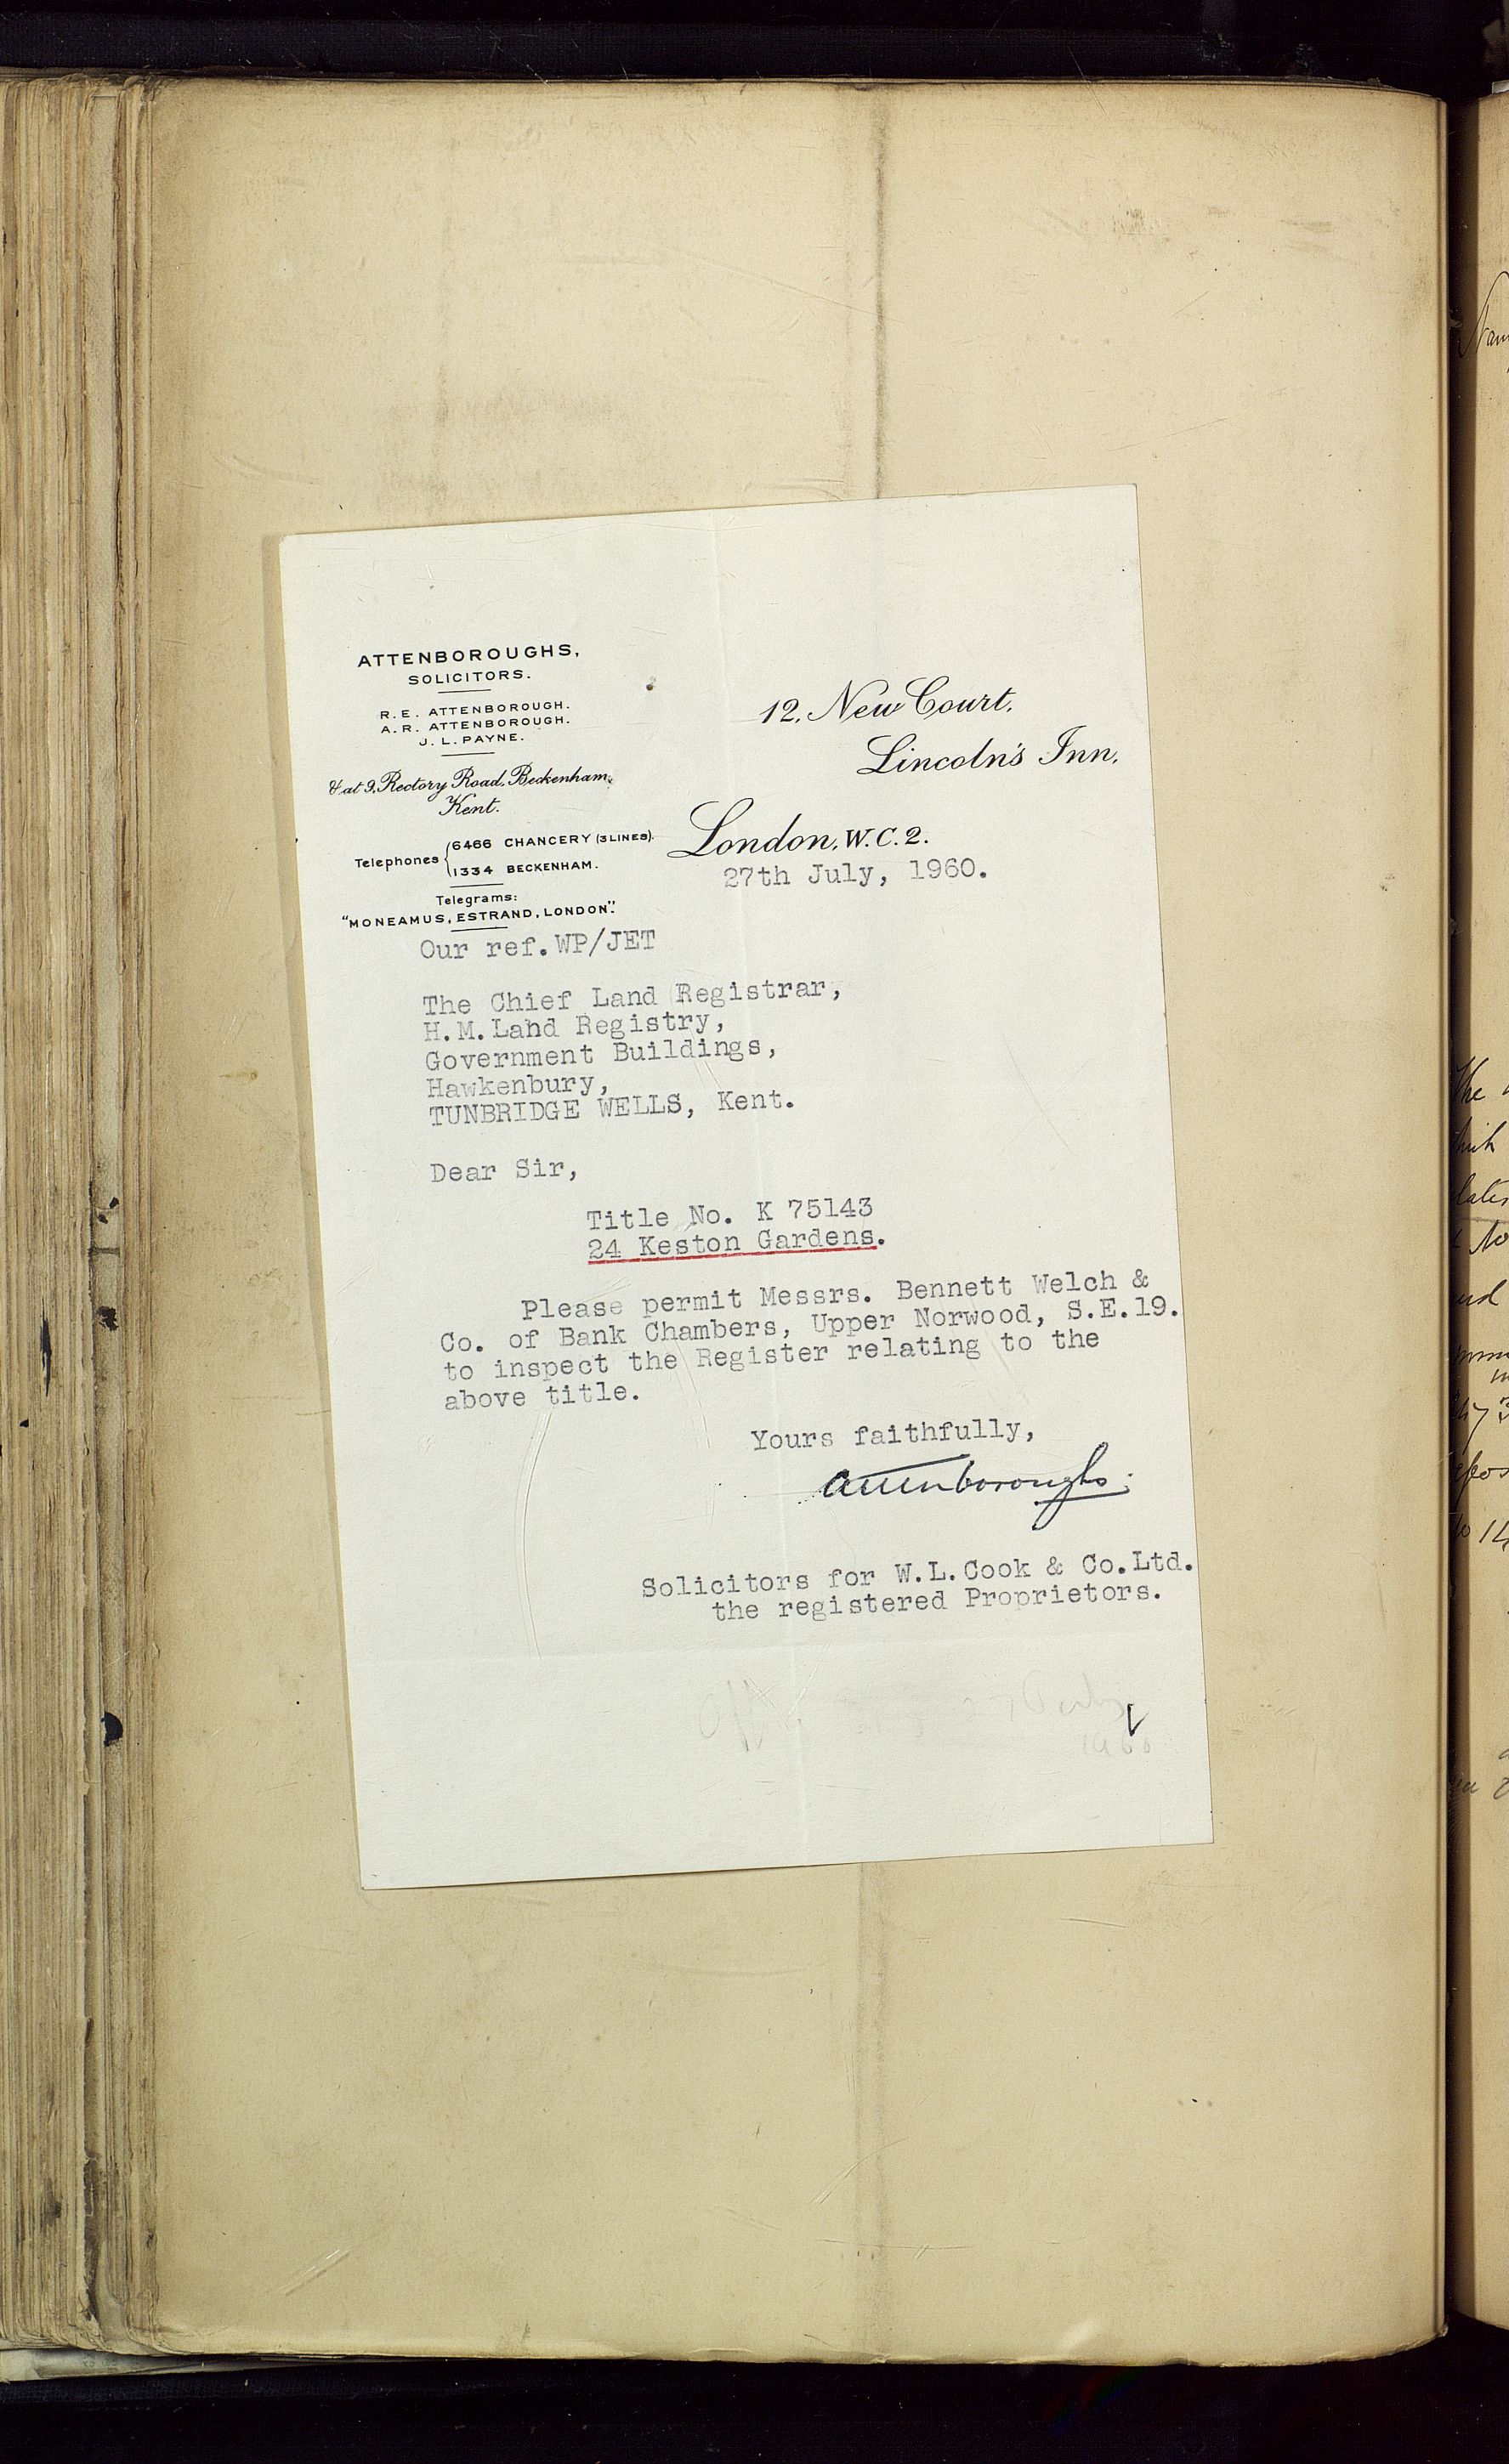 ATTENBOROUGHS,
SOLICITORS.
R.E. ATTENBOROUGH.
A.R. ATTENBOROUGH.
J. L. PAYNE.
& at 9, Rectory Road, Beckenham,
Kent.
Telephones { 6466 CHANCERY (3 LINES).
1334 BECKENHAM.
Telegrams:
"MONEAMUS, ESTRAND, LONDON".
12, New Court,
Lincoln's Inn,
London, W.C.2.
27th July, 1960.
Our ref.WP/JET
The Chief Land Registrar,
H.M.Land Registry,
Government Buildings,
Hawkenbury,
TUNBRIDGE WELLS, Kent.
Dear Sir,
Title No. K 75143
24 Keston Gardens.
Please permit Messrs. Bennett Welch &
Co. of Bank Chambers, Upper Norwood, S.E.19.
to inspect the Register relating to the
above title.
Yours faithfully,
Attenboroughs.
Solicitors for W.L.Cook & Co.Ltd.
the registered Proprietors.